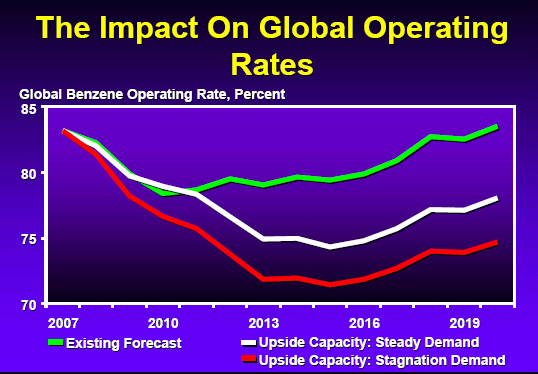 The Impact On Global Operating
Rates
Global Benzene Operating Rate, Percent
85
80
75
70
2007 2010 2013 2016 2019
Existing Forecast
Upside Capacity: Steady Demand
Upside Capacity: Stagnation Demand